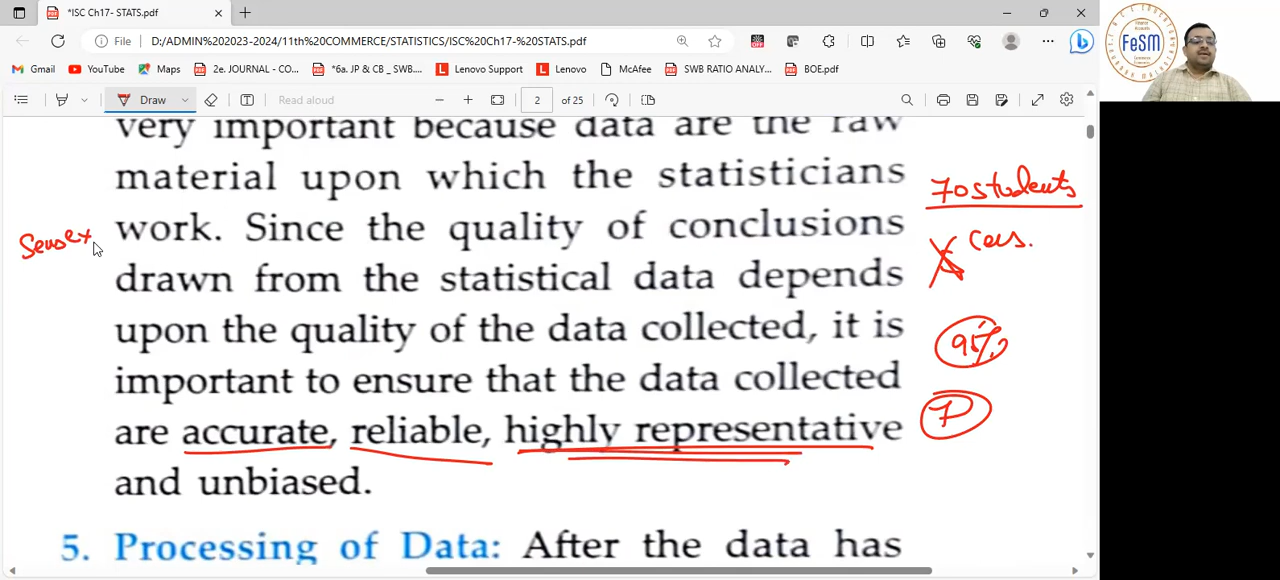 *ISC Ch17- STATS.pdf
File D:/ADMIN%202023-2024/11th%20COMMERCE/STATIS
/ISC%20C
%20STATS.pdf
OFF
Gmail YouTube Maps 2e. JOURNAL - CO... *6a. JP & CB _ SWB... Lenovo Support Lenovo McAfee SWB RATIO ANALY... BOE.pdf
Draw Read aloud 2 of 25
FeSM
very important because data are the raw
material upon which the statisticians
work. Since the quality of conclusions
drawn from the statistical data depends
upon the quality of the data collected, it is
important to ensure that the data collected
are accurate, reliable, highly representative
and unbiased.
5. Processing of Data: After the data has
Sensex
70 students
95%
7